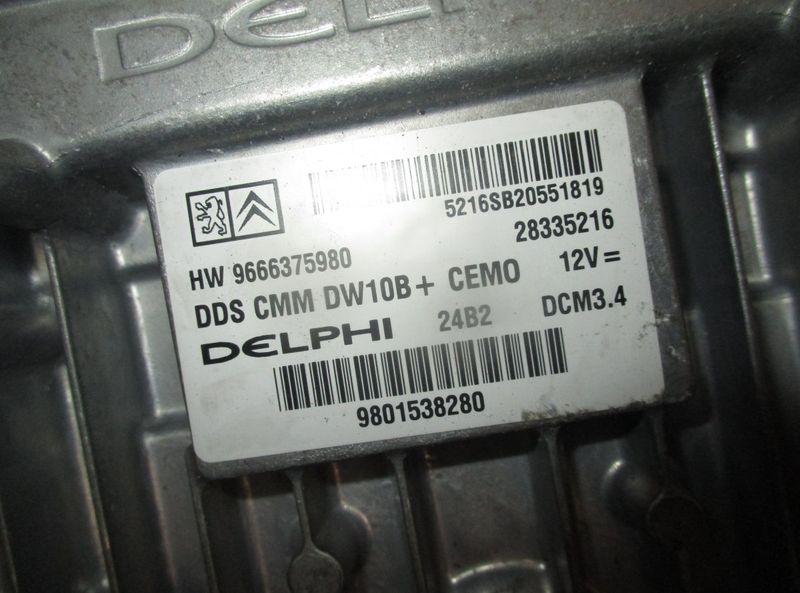 DELPHI
5216SB20551819
28335216
HW 9666375980
12V=
DDS CMM DW10B+ CEMO
DELPHI 24B2 DCM3.4
9801538280